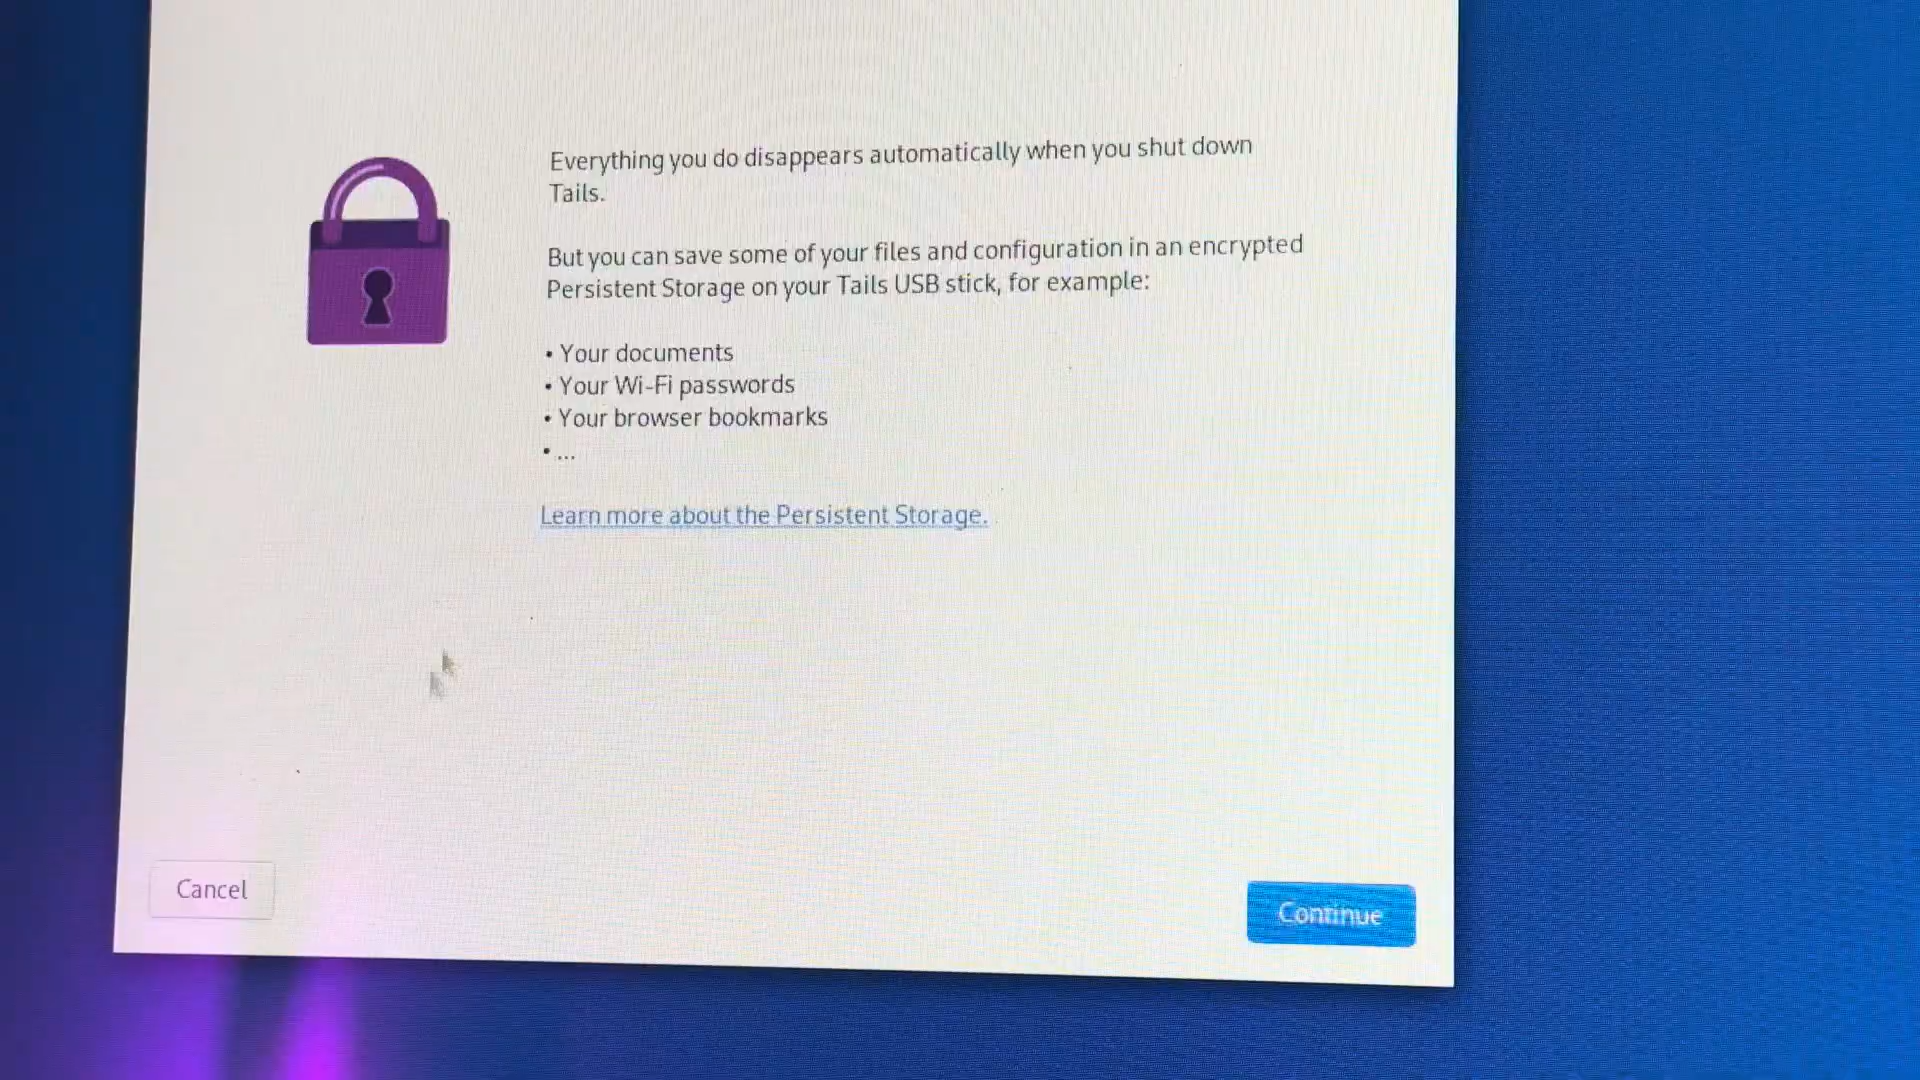 Everything you do disappears automatically when you shut down
Tails.
But you can save some of your files and configuration in an encrypted
Persistent Storage on your Tails USB stick, for example:
• Your documents
• Your Wi-Fi passwords
• Your browser bookmarks
• ...
Learn more about the Persistent Storage.
Cancel
Continue